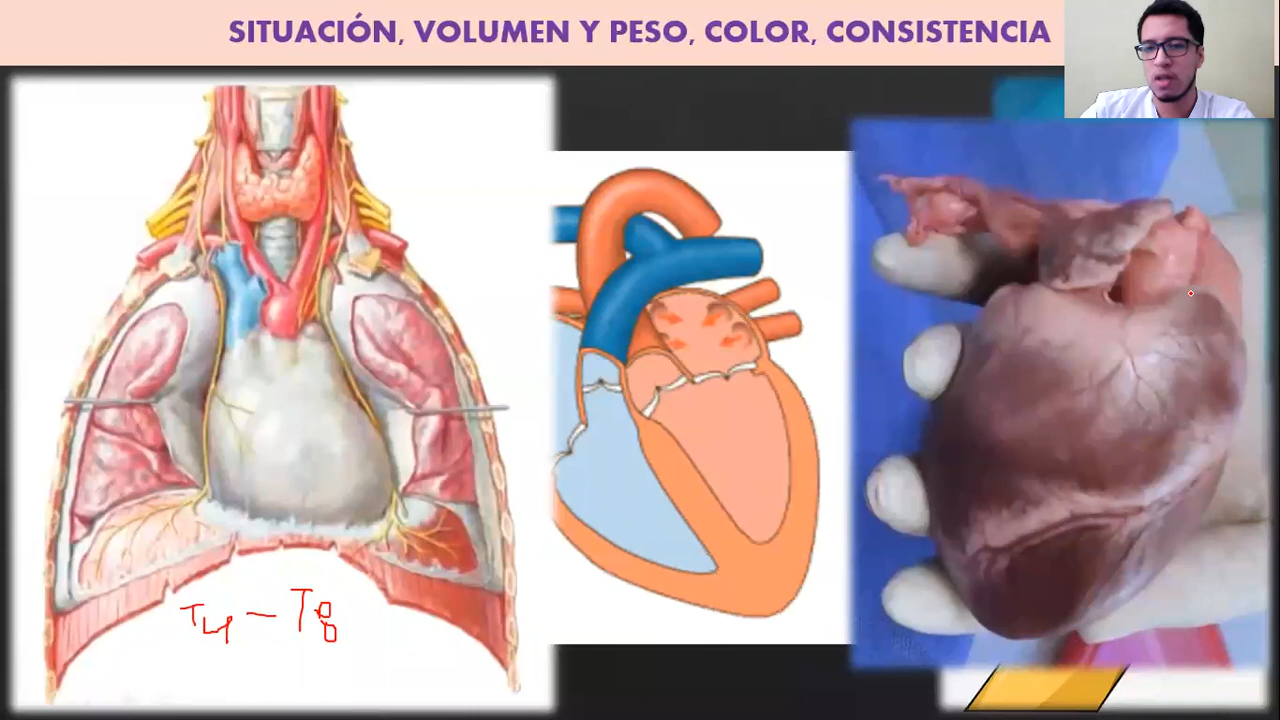 SITUACIÓN, VOLUMEN Y PESO, COLOR, CONSISTENCIA
T4 - T8